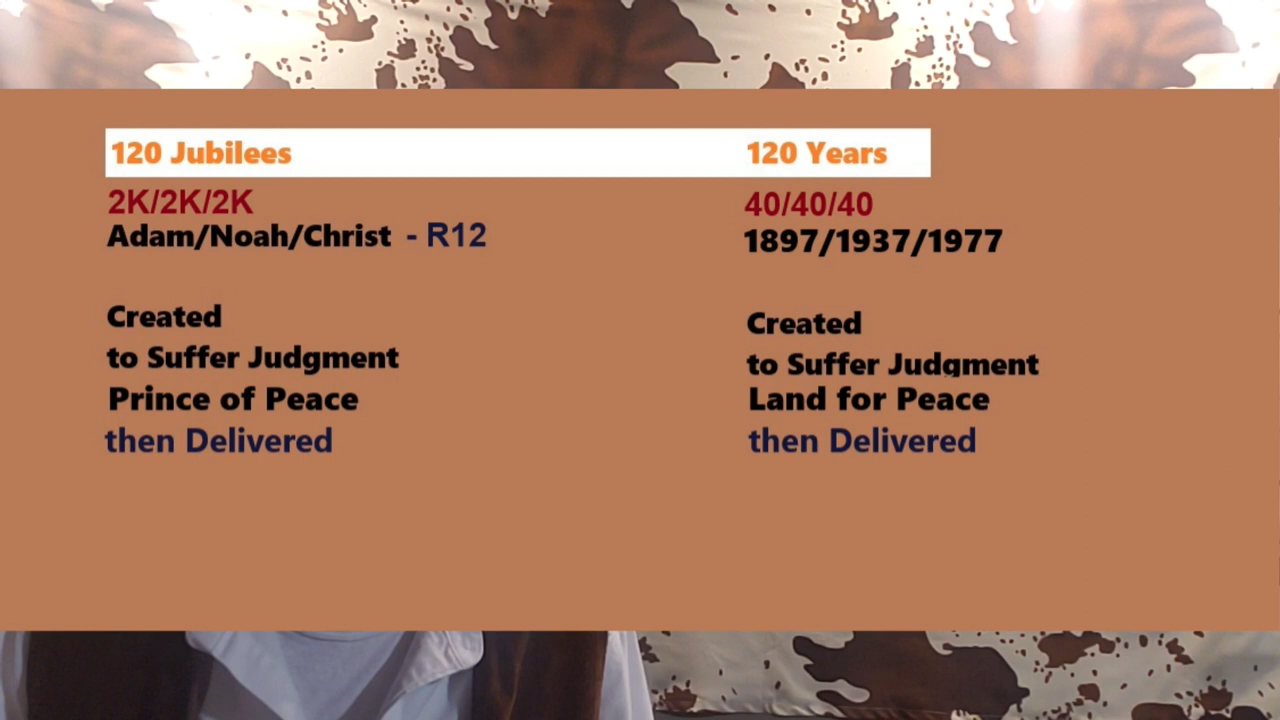 120 Jubilees 120 Years
2K/2K/2K 40/40/40
Adam/Noah/Christ - R12 1897/1937/1977
Created Created
to Suffer Judgment to Suffer Judgment
Prince of Peace Land for Peace
then Delivered then Delivered